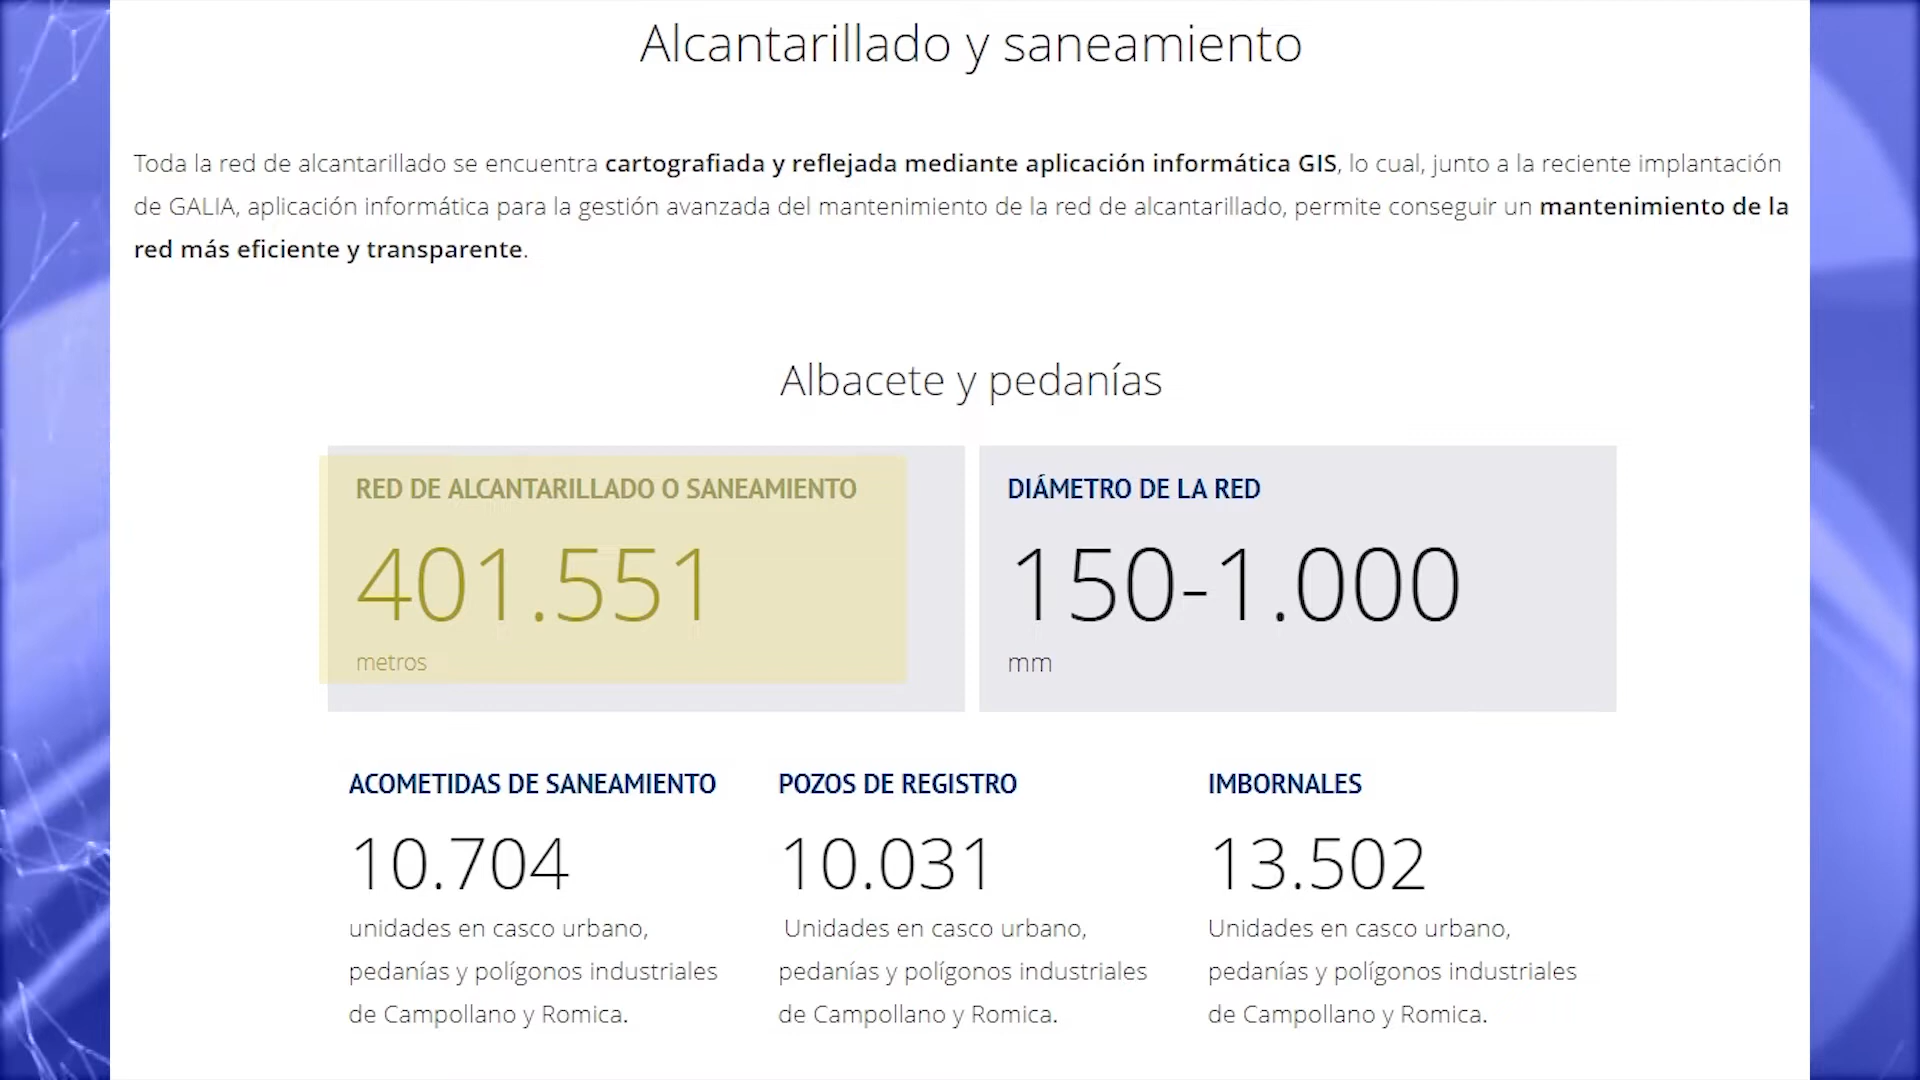 Alcantarillado y saneamiento
Toda la red de alcantarillado se encuentra cartografiada y reflejada mediante aplicación informática GIS, lo cual, junto a la reciente implantación
de GALIA, aplicación informática para la gestión avanzada del mantenimiento de la red de alcantarillado, permite conseguir un mantenimiento de la
red más eficiente y transparente.
Albacete y pedanías
RED DE ALCANTARILLADO O SANEAMIENTO
401.551
metros
DIÁMETRO DE LA RED
150-1.000
mm
ACOMETIDAS DE SANEAMIENTO
10.704
unidades en casco urbano,
pedanías y polígonos industriales
de Campollano y Romica.
POZOS DE REGISTRO
10.031
Unidades en casco urbano,
pedanías y polígonos industriales
de Campollano y Romica.
IMBORNALES
13.502
Unidades en casco urbano,
pedanías y polígonos industriales
de Campollano y Romica.